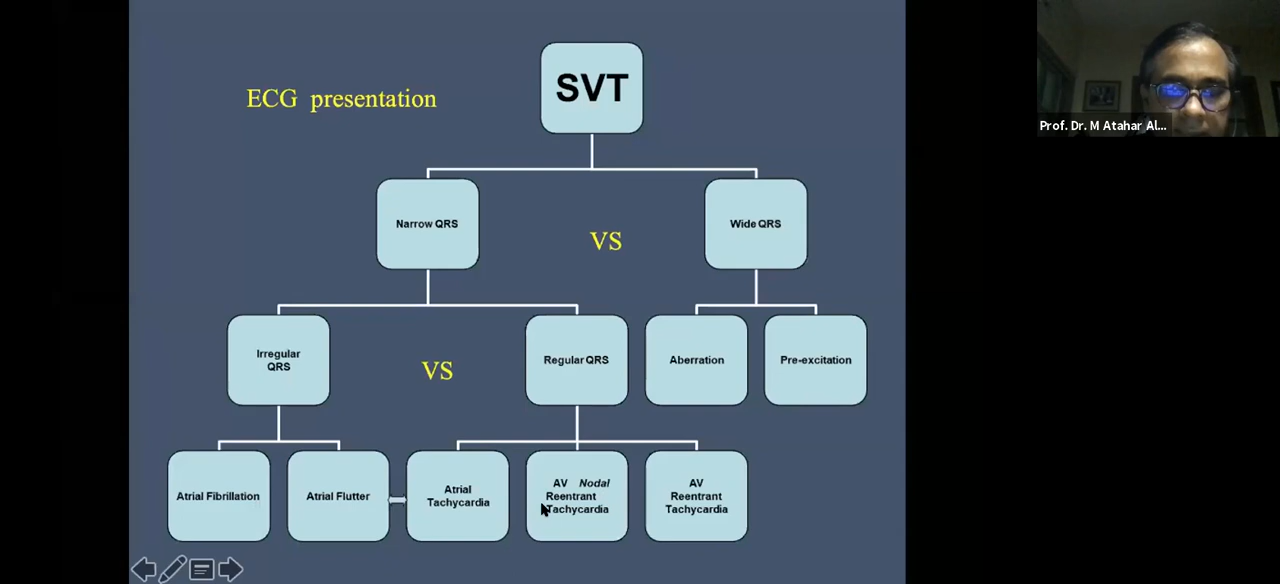 SVT
ECG presentation
Prof. Dr. M Atahar Al...
Narrow QRS
VS
Wide QRS
Irregular
QRS
VS
Regular QRS
Aberration
Pre-excitation
Atrial Fibrillation
Atrial Flutter
Atrial
Tachycardia
AV Nodal
Reentrant
Tachycardia
AV
Reentrant
Tachycardia